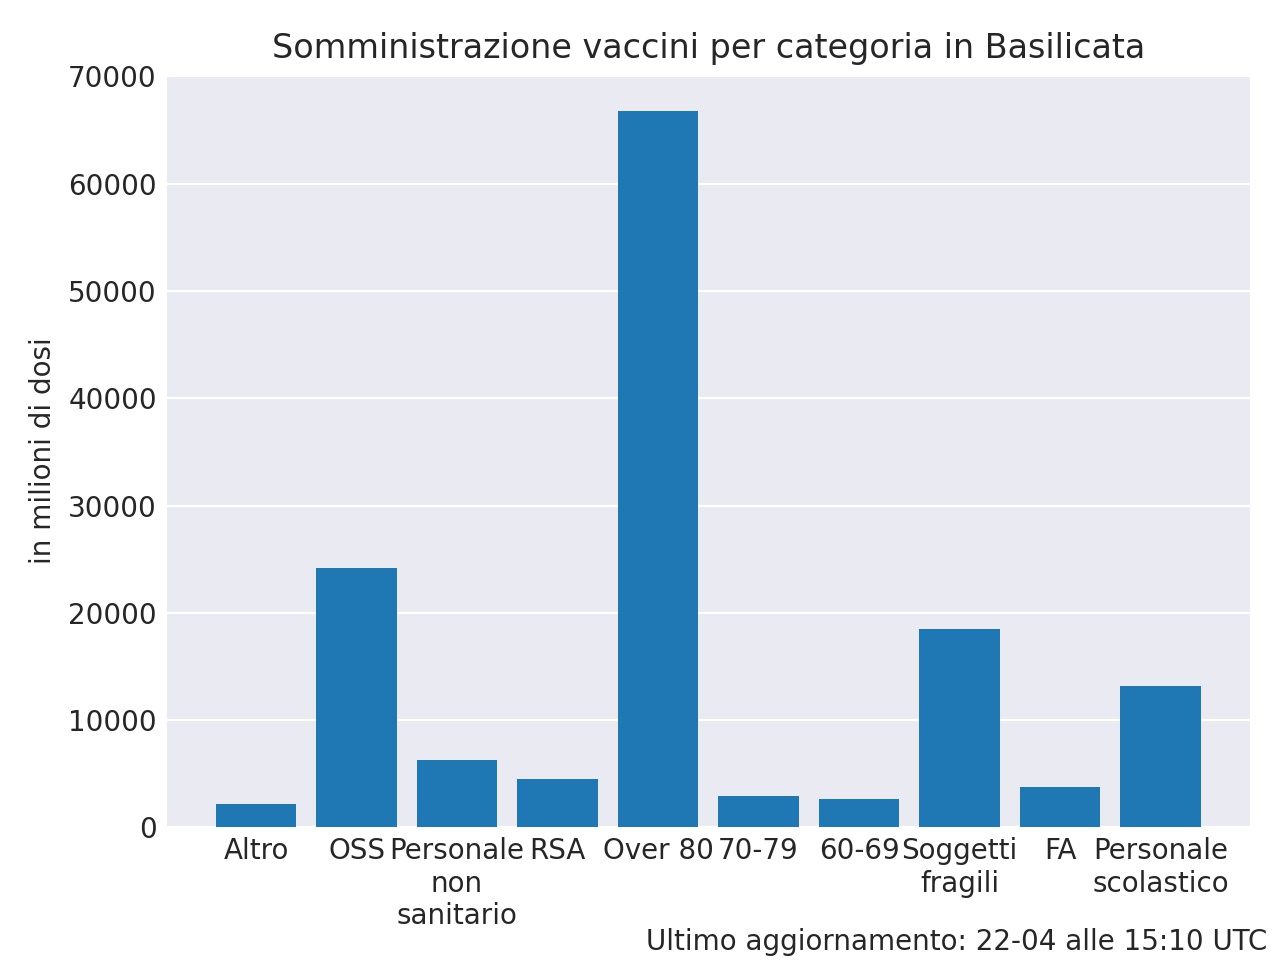 Somministrazione vaccini per categoria in Basilicata
70000
60000
50000
40000
30000
20000
10000
0
in milioni di dosi
Altro
OSS
Personale
non
sanitario
RSA
Over 80
70-79
60-69
Soggetti
fragili
FA
Personale
scolastico
Ultimo aggiornamento: 22-04 alle 15:10 UTC